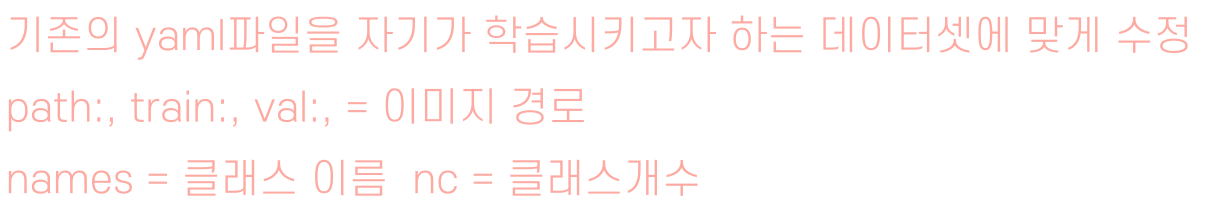 기존의 yaml파일을 자기가 학습시키고자 하는 데이터셋에 맞게 수정
path:, train:, val:, = 이미지 경로
names = 클래스 이름  nc = 클래스개수